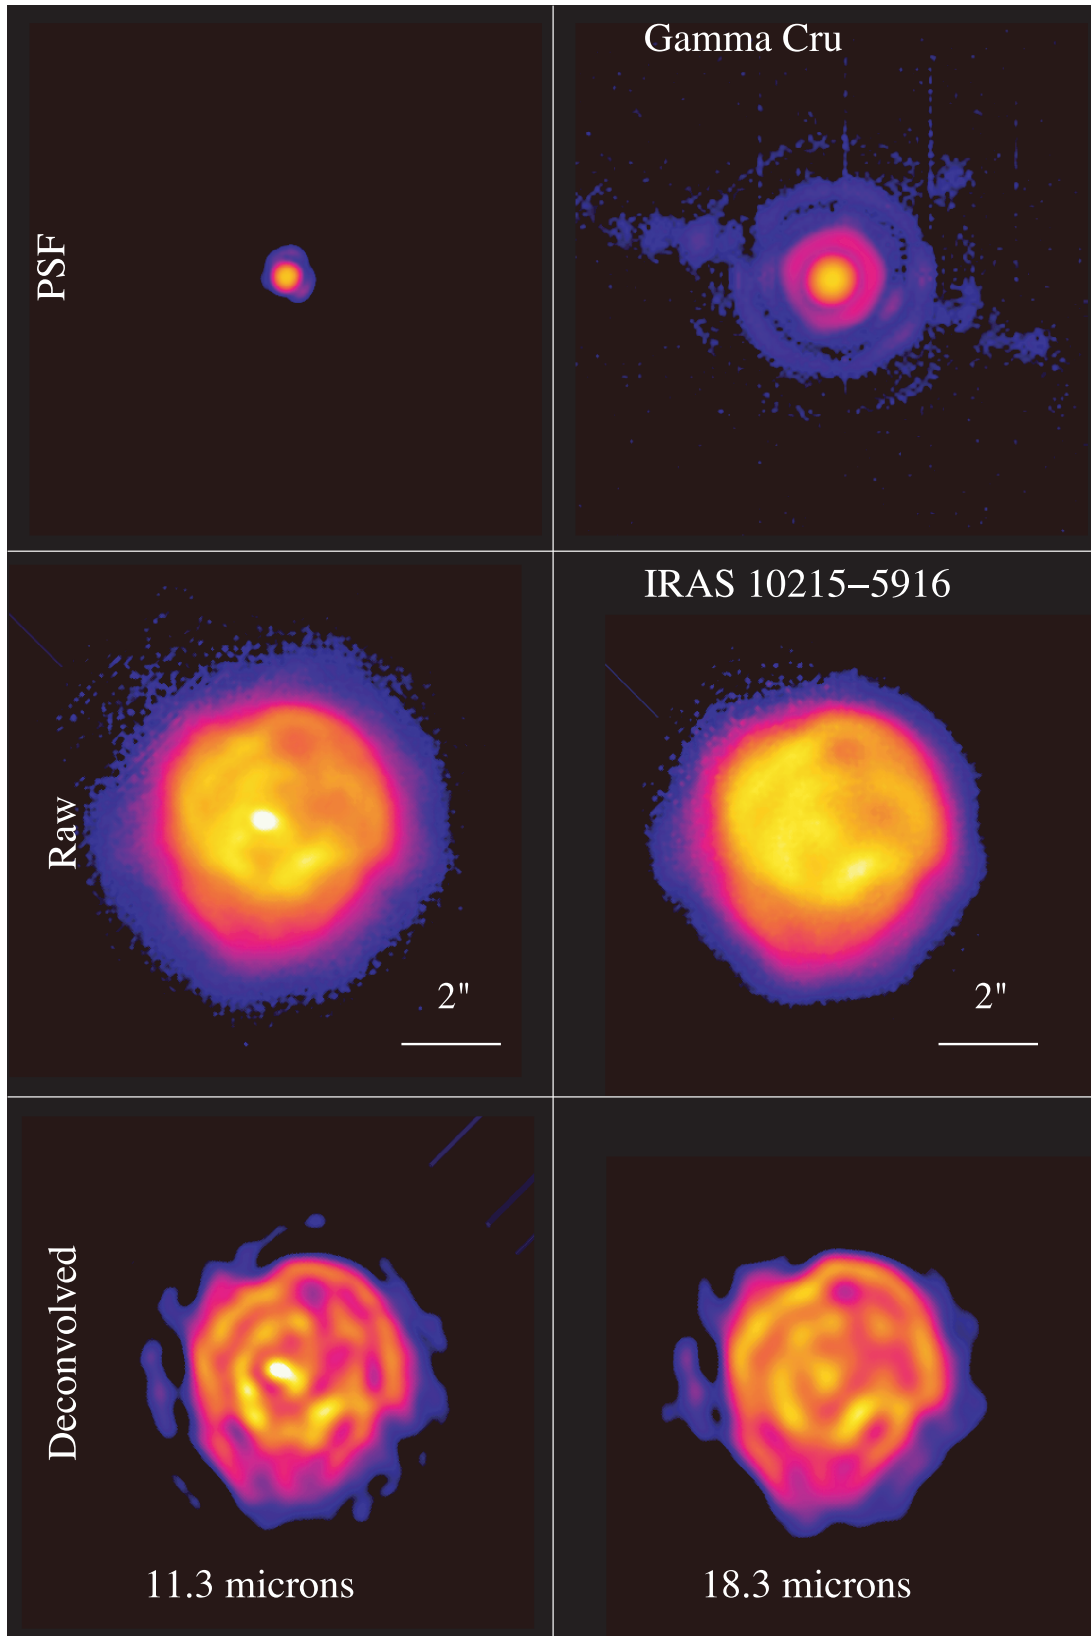 Gamma Cru
PSF
IRAS 10215–5916
Raw
2"
2"
Deconvolved
11.3 microns
18.3 microns